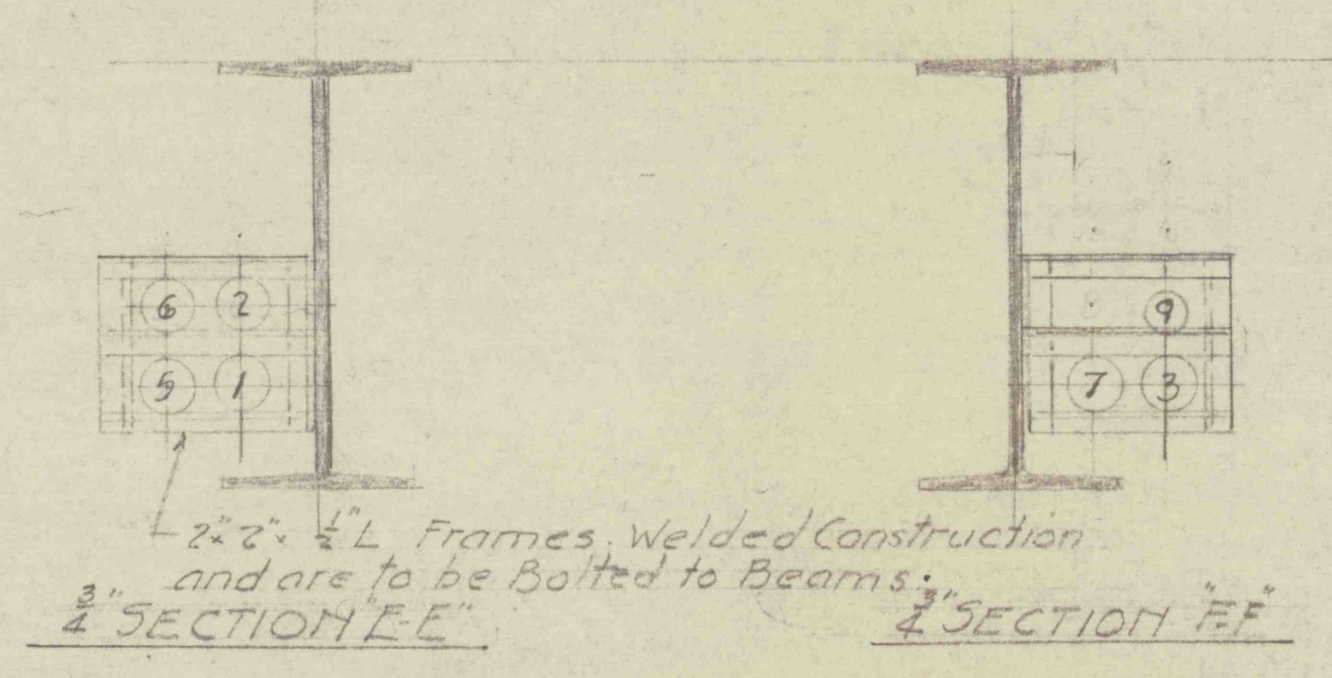 6 2
5 1
9
7 3
2"x 2"x 1/2" L Frames. Welded Construction
and are to be Bolted to Beams.
3/4" SECTION "E-E"
3/4" SECTION "F-F"